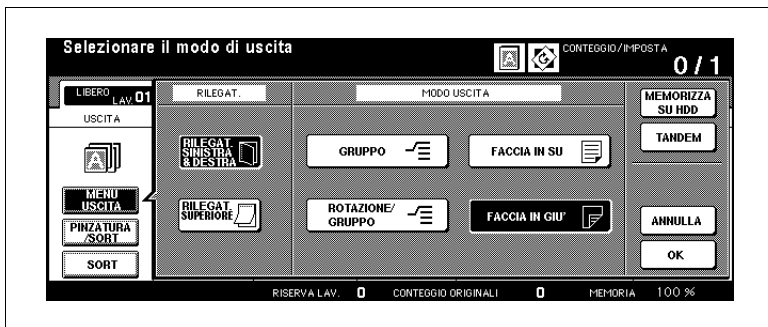 Selezionare il modo di uscita
CONTEGGIO/IMPOSTA
0/1
LIBERO LAV. 01
USCITA
MENU
USCITA
PINZATURA
/SORT
SORT
RILEGAT.
RILEGAT.
SINISTRA
& DESTRA
RILEGAT.
SUPERIORE
MODO USCITA
GRUPPO
FACCIA IN SU
ROTAZIONE/
GRUPPO
FACCIA IN GIU'
MEMORIZZA
SU HDD
TANDEM
ANNULLA
OK
RISERVA LAV. 0 CONTEGGIO ORIGINALI 0 MEMORIA 100 %